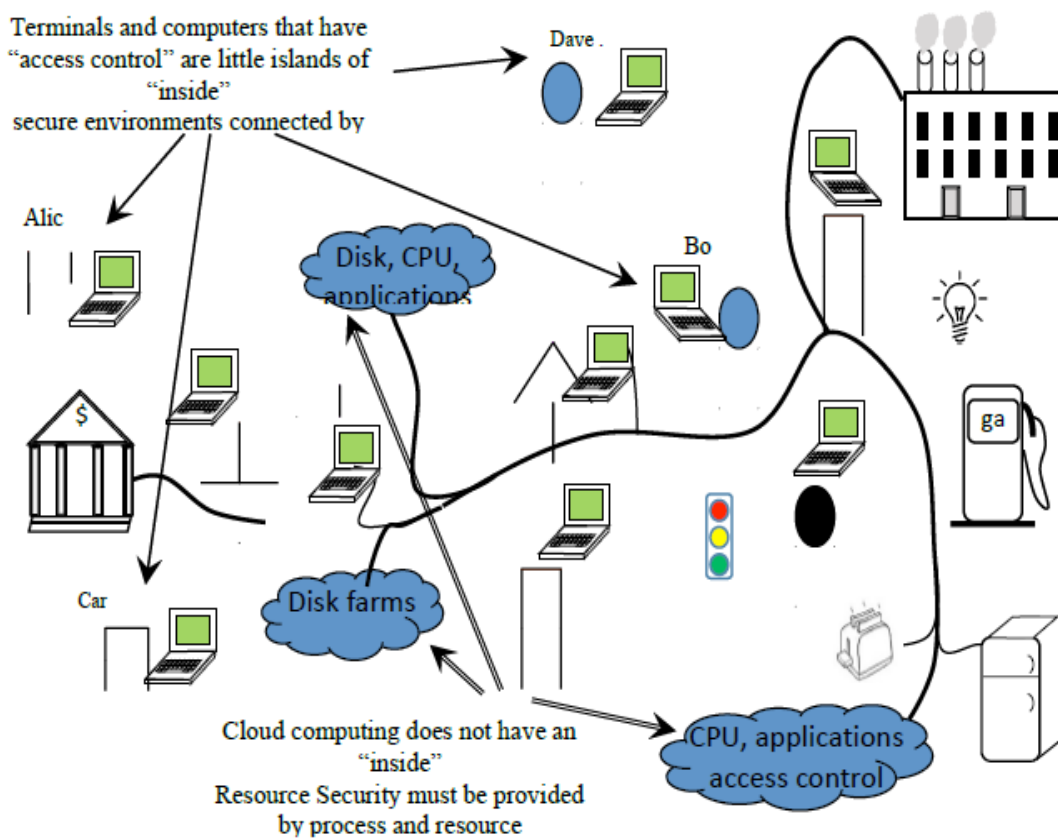 Terminals and computers that have
“access control” are little islands of
“inside”
secure environments connected by
Dave .
Alic
Bo
Disk, CPU,
applications
$
ga
Car
Disk farms
Cloud computing does not have an
“inside”
Resource Security must be provided
by process and resource
CPU, applications
access control